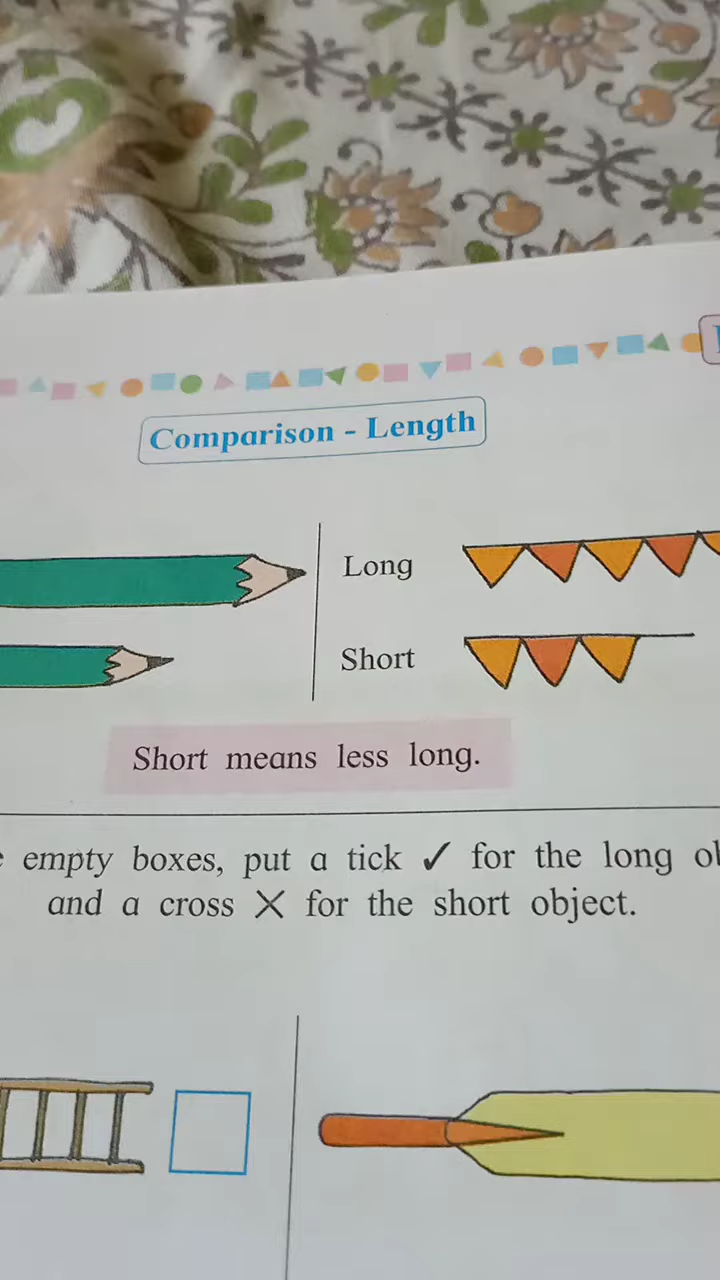 Comparison - Length
Long
Short
Short means less long.
empty boxes, put a tick ✓ for the long
and a cross ✕ for the short object.